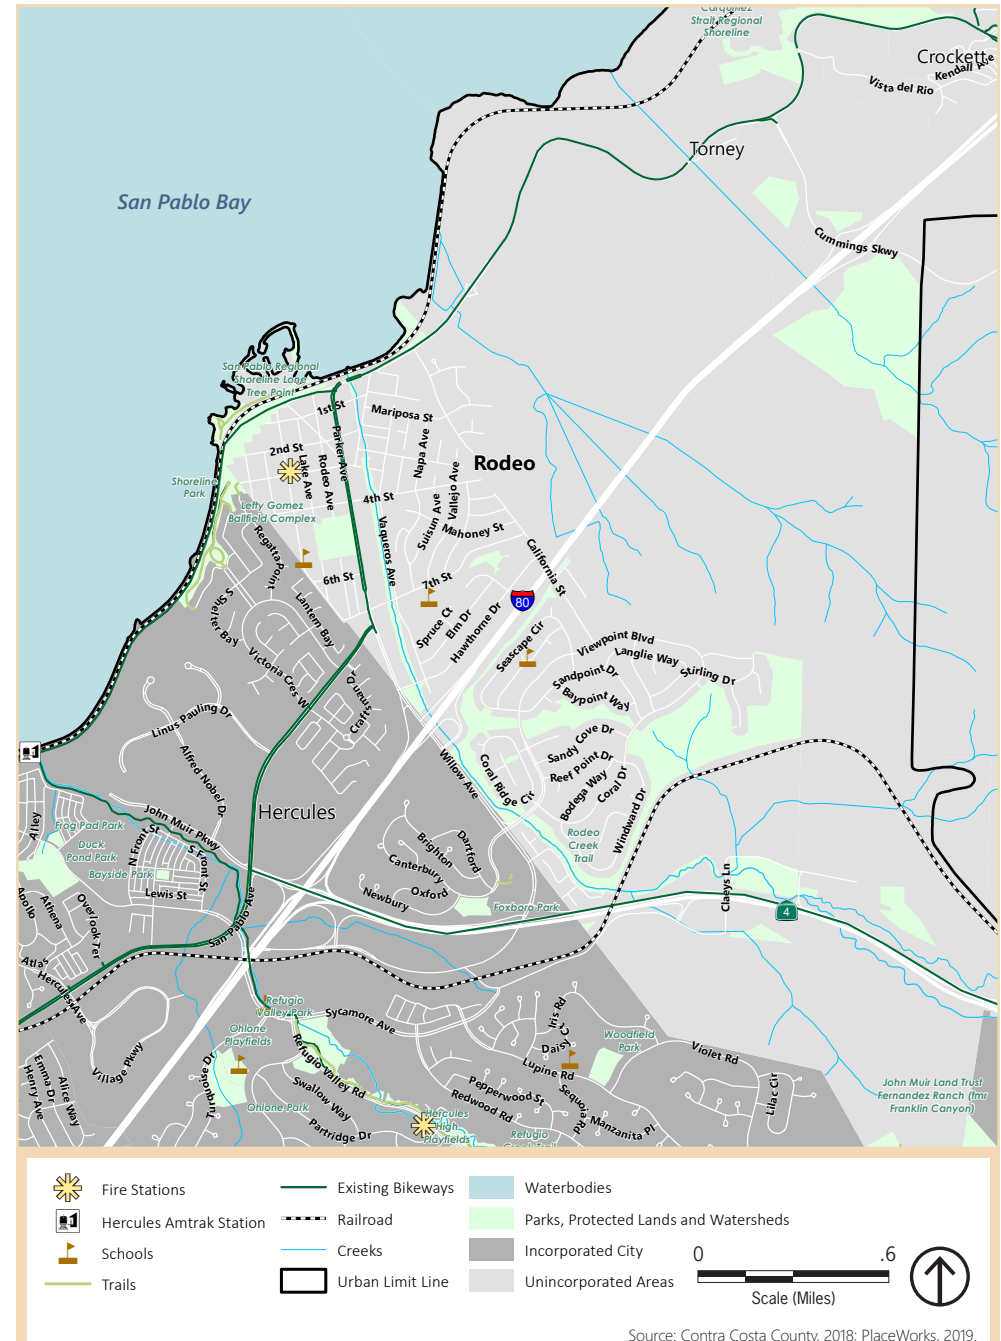 Carquinez
Strait Regional
Shoreline
Crockett
Kendall Ave
Vista del Rio
Torney
San Pablo Bay
Cummings Skwy
San Pablo Regional
Shoreline Lone
Tree Point
1st St
Mariposa St
Parker Ave
Napa Ave
2nd St
Lake Ave
Rodeo Ave
Rodeo
Vallejo Ave
Shoreline
Park
4th St
Suisun Ave
Lefty Gomez
Ballfield Complex
Vaqueros Ave
Mahoney St
Regatta Point
California St
6th St
7th St
80
S Shelter Bay
Lantern Bay
Spruce Ct
Elm Dr
Hawthorne Dr
Seascape Cir
Viewpoint Blvd
Langlie Way
Stirling Dr
Victoria Cres W
Sandpoint Dr
Baypoint Way
S
Craftsman Dr
Linus Pauling Dr
Alfred Nobel Dr
Willow Ave
Coral Ridge Cir
Sandy Cove Dr
Reef Point Dr
Bodega Way
Coral Dr
Windward Dr
Hercules
John Muir Pkwy
Alley
Frog Pad Park
Duck
Pond Park
N Front St
S Front St
Bayside Park
Lewis St
Brighton
Dartford
Canterbury
Oxford
Newbury
Rodeo
Creek
Trail
Foxboro Park
Claeys Ln
4
Apollo
Athena
Overlook Ter
San Pablo Ave
Atlas
Hercules Ave
Refugio
Valley Park
Sycamore Ave
Iris Rd
Daisy Ct
Woodfield
Park
Violet Rd
Ohlone
Playfields
Refugio Valley Rd
Lupine Rd
Village Pkwy
Turquoise Dr
Emma Dr
Henry Ave
Alice Way
Swallow Way
Pepperwood St
Redwood Rd
Sequoia Rd
Manzanita Pl
Lilac Cir
John Muir Land Trust
Fernandez Ranch (fmr
Franklin Canyon)
Ohlone Park
Partridge Dr
Hercules
High
Playfields
Refugio
Fire Stations
Hercules Amtrak Station
Schools
Trails
Existing Bikeways
Railroad
Creeks
Urban Limit Line
Waterbodies
Parks, Protected Lands and Watersheds
Incorporated City
Unincorporated Areas
0 .6
Scale (Miles)
Source: Contra Costa County, 2018; PlaceWorks, 2019.